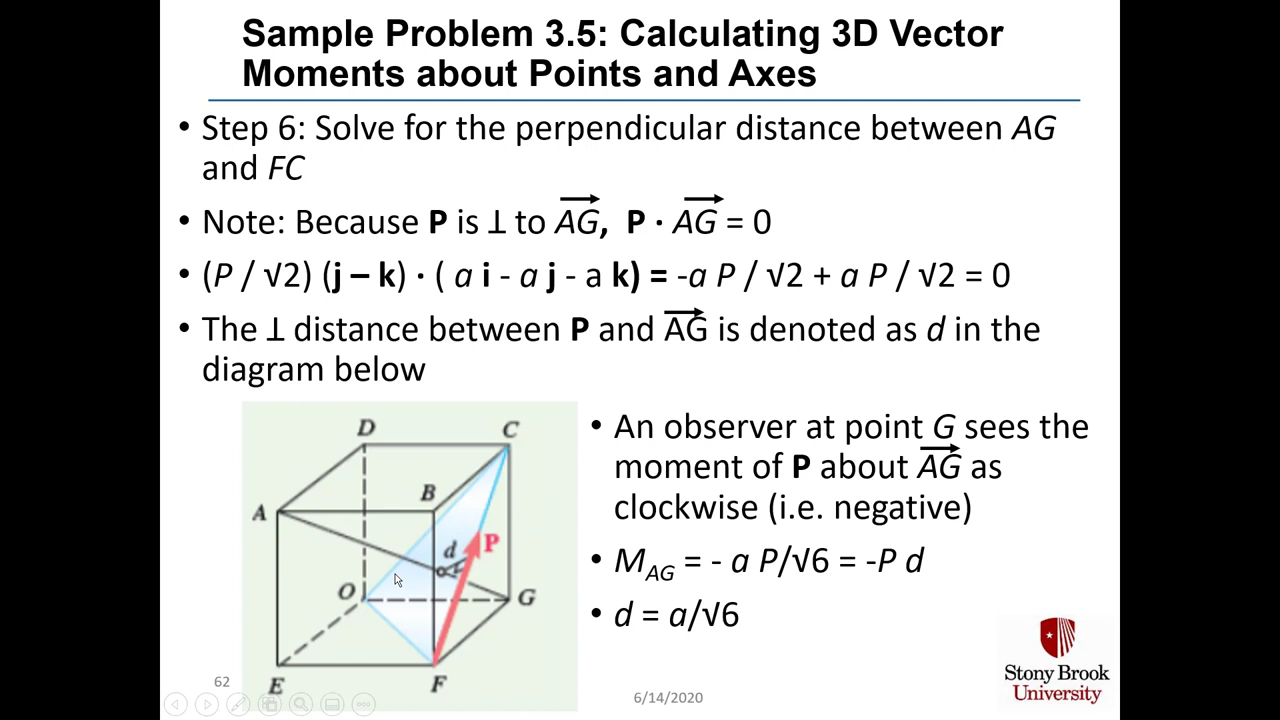 Sample Problem 3.5: Calculating 3D Vector
Moments about Points and Axes
• Step 6: Solve for the perpendicular distance between AG
and FC
• Note: Because P is ⊥ to AG, P · AG = 0
• (P / √2) (j – k) · ( a i - a j - a k) = -a P / √2 + a P / √2 = 0
• The ⊥ distance between P and AG is denoted as d in the
diagram below
D
C
B
A
d
P
O
G
E
F
• An observer at point G sees the
moment of P about AG as
clockwise (i.e. negative)
• M_AG = - a P/√6 = -P d
• d = a/√6
Stony Brook
University
62
6/14/2020